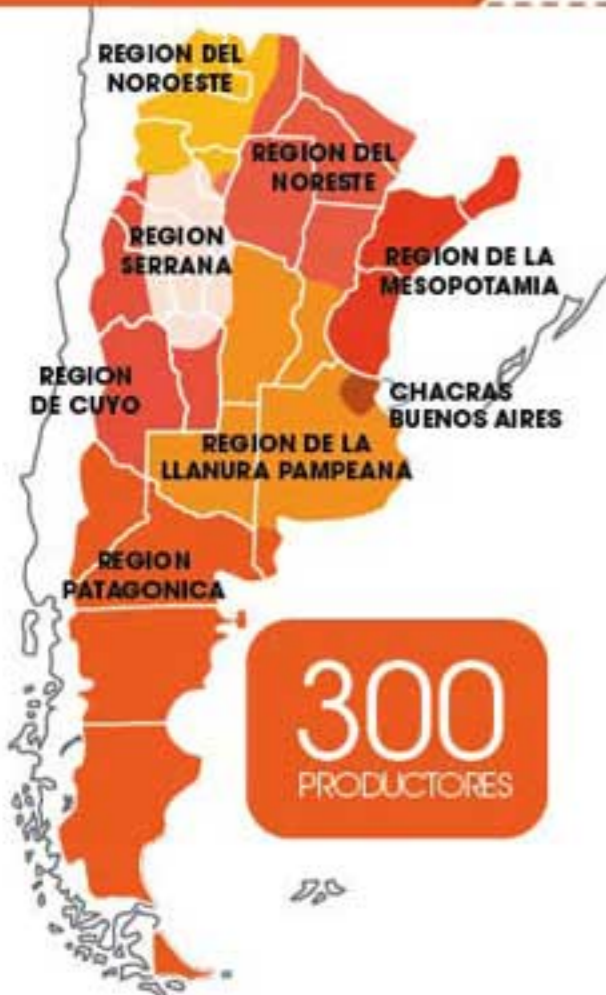 REGION DEL
NOROESTE
REGION DEL
NORESTE
REGION
SERRANA
REGION DE LA
MESOPOTAMIA
REGION
DE CUYO
CHACRAS
BUENOS AIRES
REGION DE LA
LLANURA PAMPEANA
REGION
PATAGONICA
300
PRODUCTORES